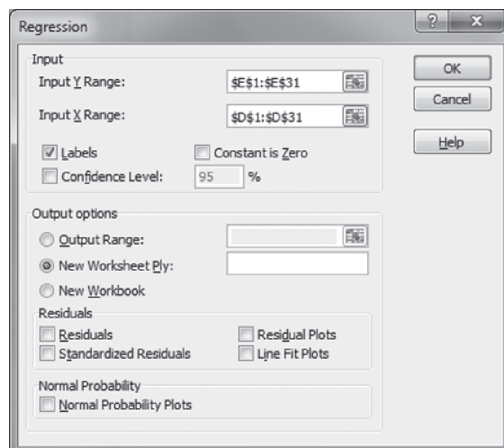 Regression
Input
Input Y Range: $E$1:$E$31
Input X Range: $D$1:$D$31
Labels Constant is Zero
Confidence Level: 95 %
Output options
Output Range:
New Worksheet Ply:
New Workbook
Residuals
Residuals Residual Plots
Standardized Residuals Line Fit Plots
Normal Probability
Normal Probability Plots
?
X
OK
Cancel
Help